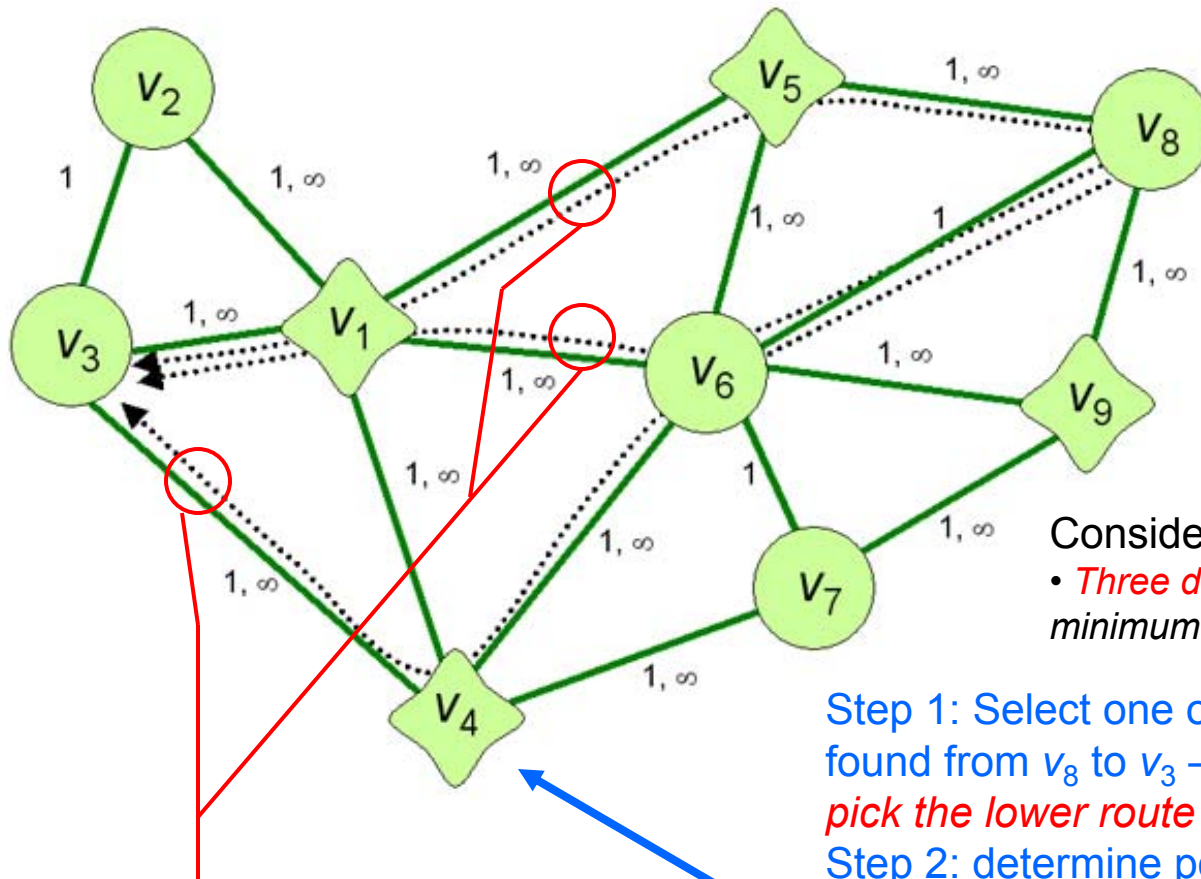 v5
1, ∞
v2
v8
1
1, ∞
1, ∞
1, ∞
1
1, ∞
1, ∞
v3
v1
1, ∞
v6
1, ∞
v9
1, ∞
1
1, ∞
1, ∞
Conside
1, ∞
v7
• Three d
minimum
1, ∞
v4
Step 1: Select one o
found from v8 to v3 –
pick the lower route
Step 2: determine po